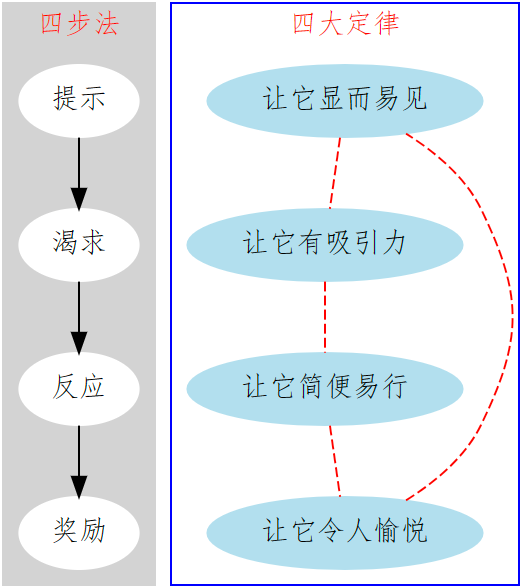 四步法
提示
渴求
反应
奖励
四大定律
让它显而易见
让它有吸引力
让它简便易行
让它令人愉悦